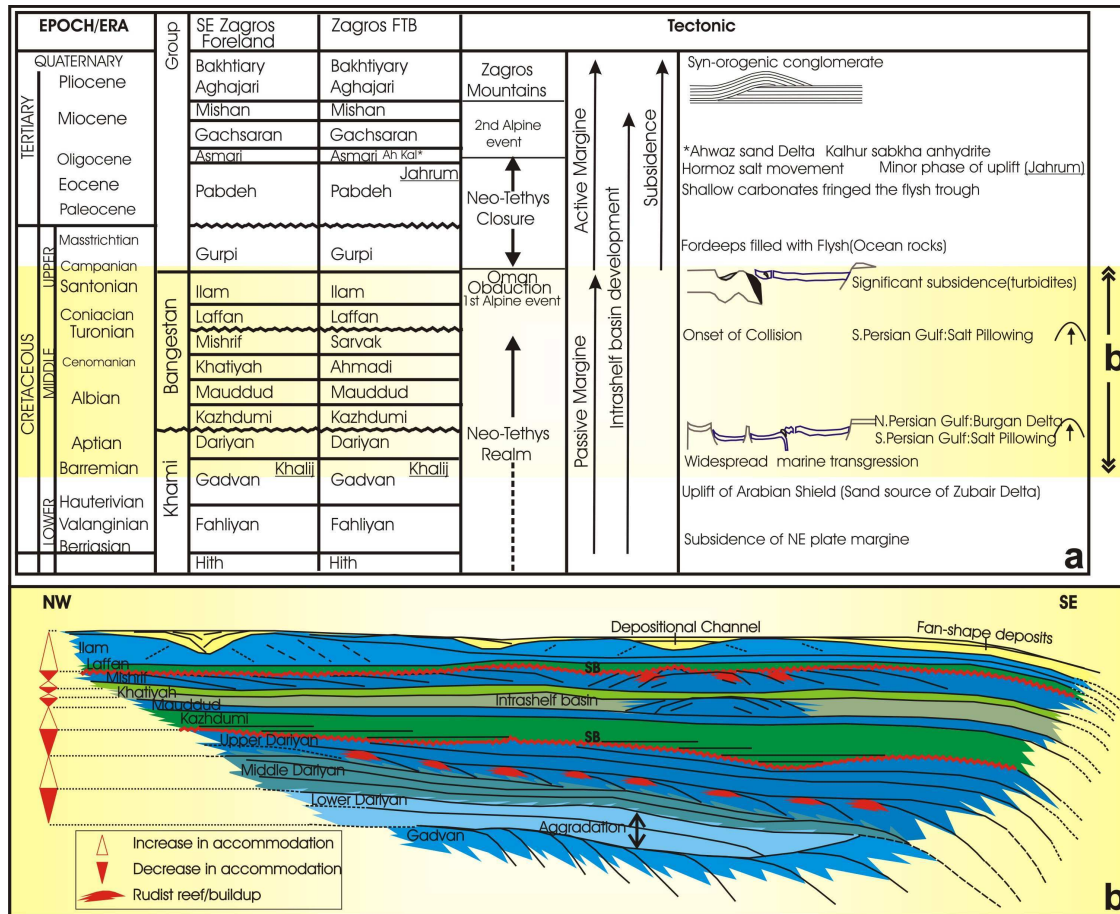 EPOCH/ERA
Group
SE Zagros
Foreland
Zagros FTB
Tectonic
QUATERNARY
Pliocene
Miocene
Oligocene
Eocene
Paleocene
TERTIARY
Masstrichtian
Campanian
Santonian
Coniacian
Turonian
Cenomanian
Albian
Aptian
Barremian
Hauterivian
Valanginian
Berriasian
CRETACEOUS
UPPER
MIDDLE
LOWER
Bangestan
Khami
Bakhtiary
Aghajari
Mishan
Gachsaran
Asmari
Pabdeh
Gurpi
Ilam
Laffan
Mishrif
Khatiyah
Mauddud
Kazhdumi
Dariyan
Khalij
Gadvan
Fahliyan
Hith
Bakhtiyary
Aghajari
Mishan
Gachsaran
Asmari Ah Kal*
Jahrum
Pabdeh
Gurpi
Ilam
Laffan
Sarvak
Ahmadi
Mauddud
Kazhdumi
Dariyan
Khalij
Gadvan
Fahliyan
Hith
Zagros
Mountains
2nd Alpine
event
Neo-Tethys
Closure
Oman
Obduction
1st Alpine event
Neo-Tethys
Realm
Active Margine
Passive Margine
Intrashelf basin development
Subsidence
Syn-orogenic conglomerate
*Ahwaz sand Delta Kalhur sabkha anhydrite
Hormoz salt movement Minor phase of uplift (Jahrum)
Shallow carbonates fringed the flysh trough
Fordeeps filled with Flysh(Ocean rocks)
Significant subsidence(turbidites)
Onset of Collision S.Persian Gulf:Salt Pillowing
N.Persian Gulf:Burgan Delta
S.Persian Gulf:Salt Pillowing
Widespread marine transgression
Uplift of Arabian Shield (Sand source of Zubair Delta)
Subsidence of NE plate margine
b
a
NW
SE
Depositional Channel
Fan-shape deposits
Ilam
Laffan
SB
Mishrif
Khatiyah
Intrashelf basin
Mauddud
Kazhdumi
SB
Upper Dariyan
Middle Dariyan
Lower Dariyan
Aggradation
Gadvan
Increase in accommodation
Decrease in accommodation
Rudist reef/buildup
b